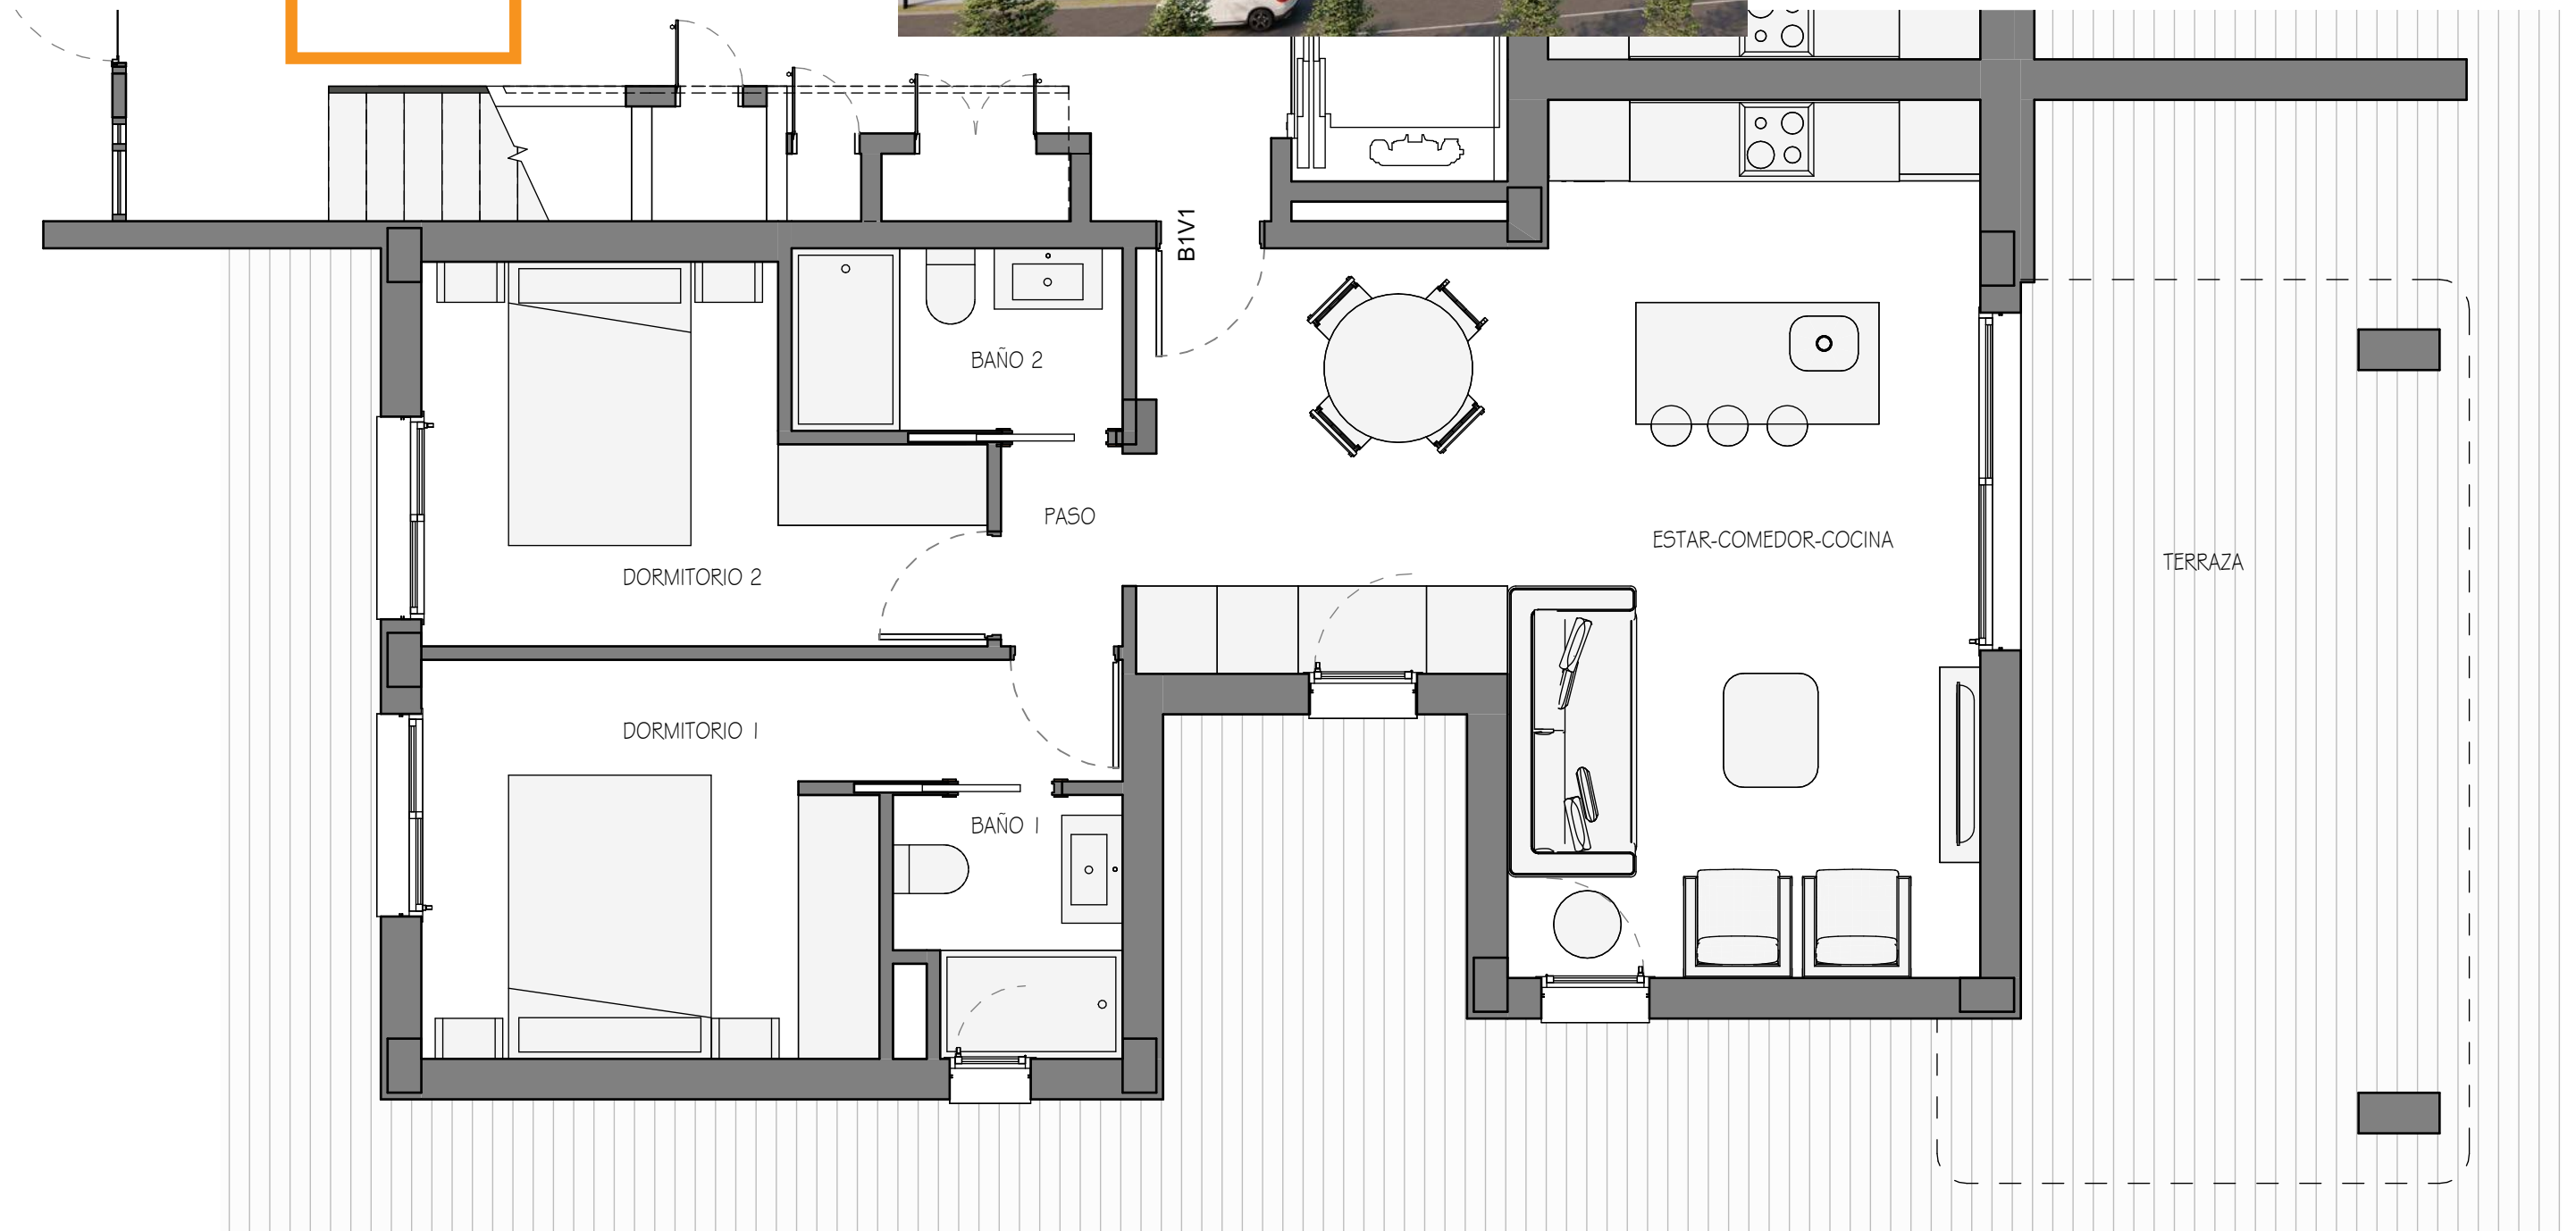 B1V1
BAÑO 2
PASO
ESTAR-COMEDOR-COCINA
TERRAZA
DORMITORIO 2
DORMITORIO 1
BAÑO 1